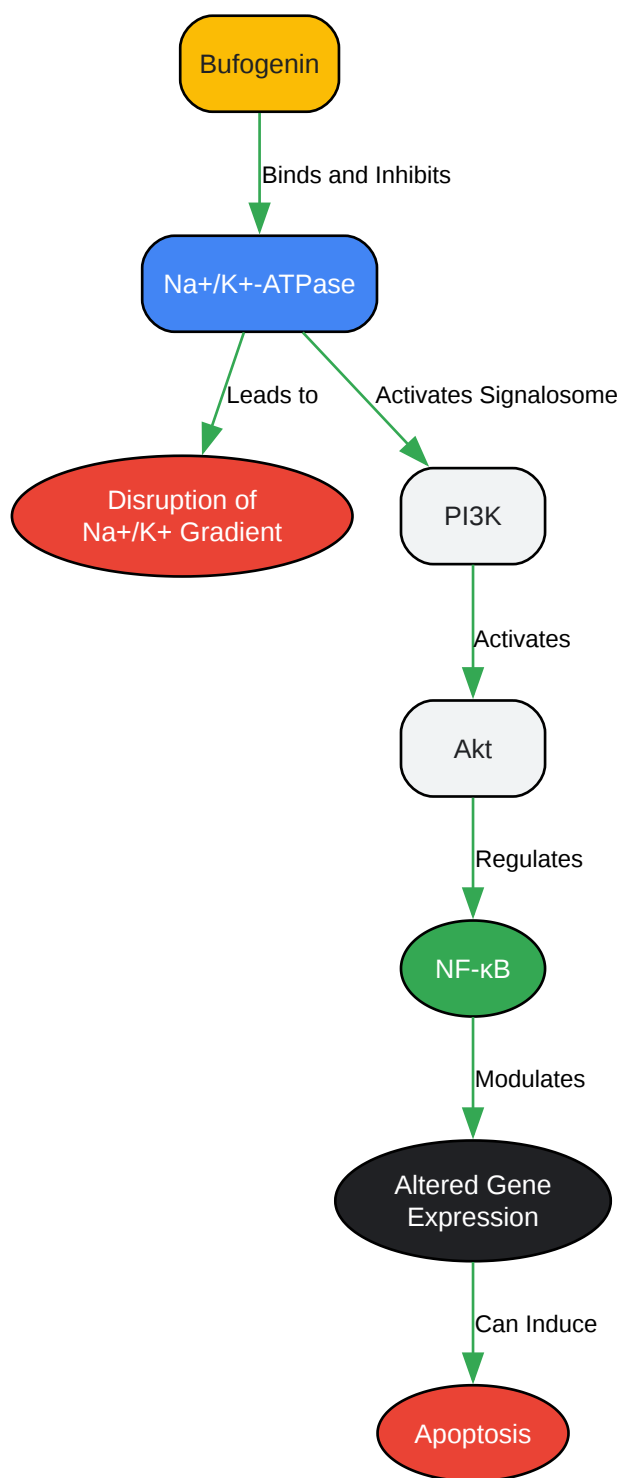 Bufogenin
Binds and Inhibits
Na+/K+-ATPase
Leads to
Activates Signalosome
Disruption of
Na+/K+ Gradient
PI3K
Activates
Akt
Regulates
NF-κB
Modulates
Altered Gene
Expression
Can Induce
Apoptosis